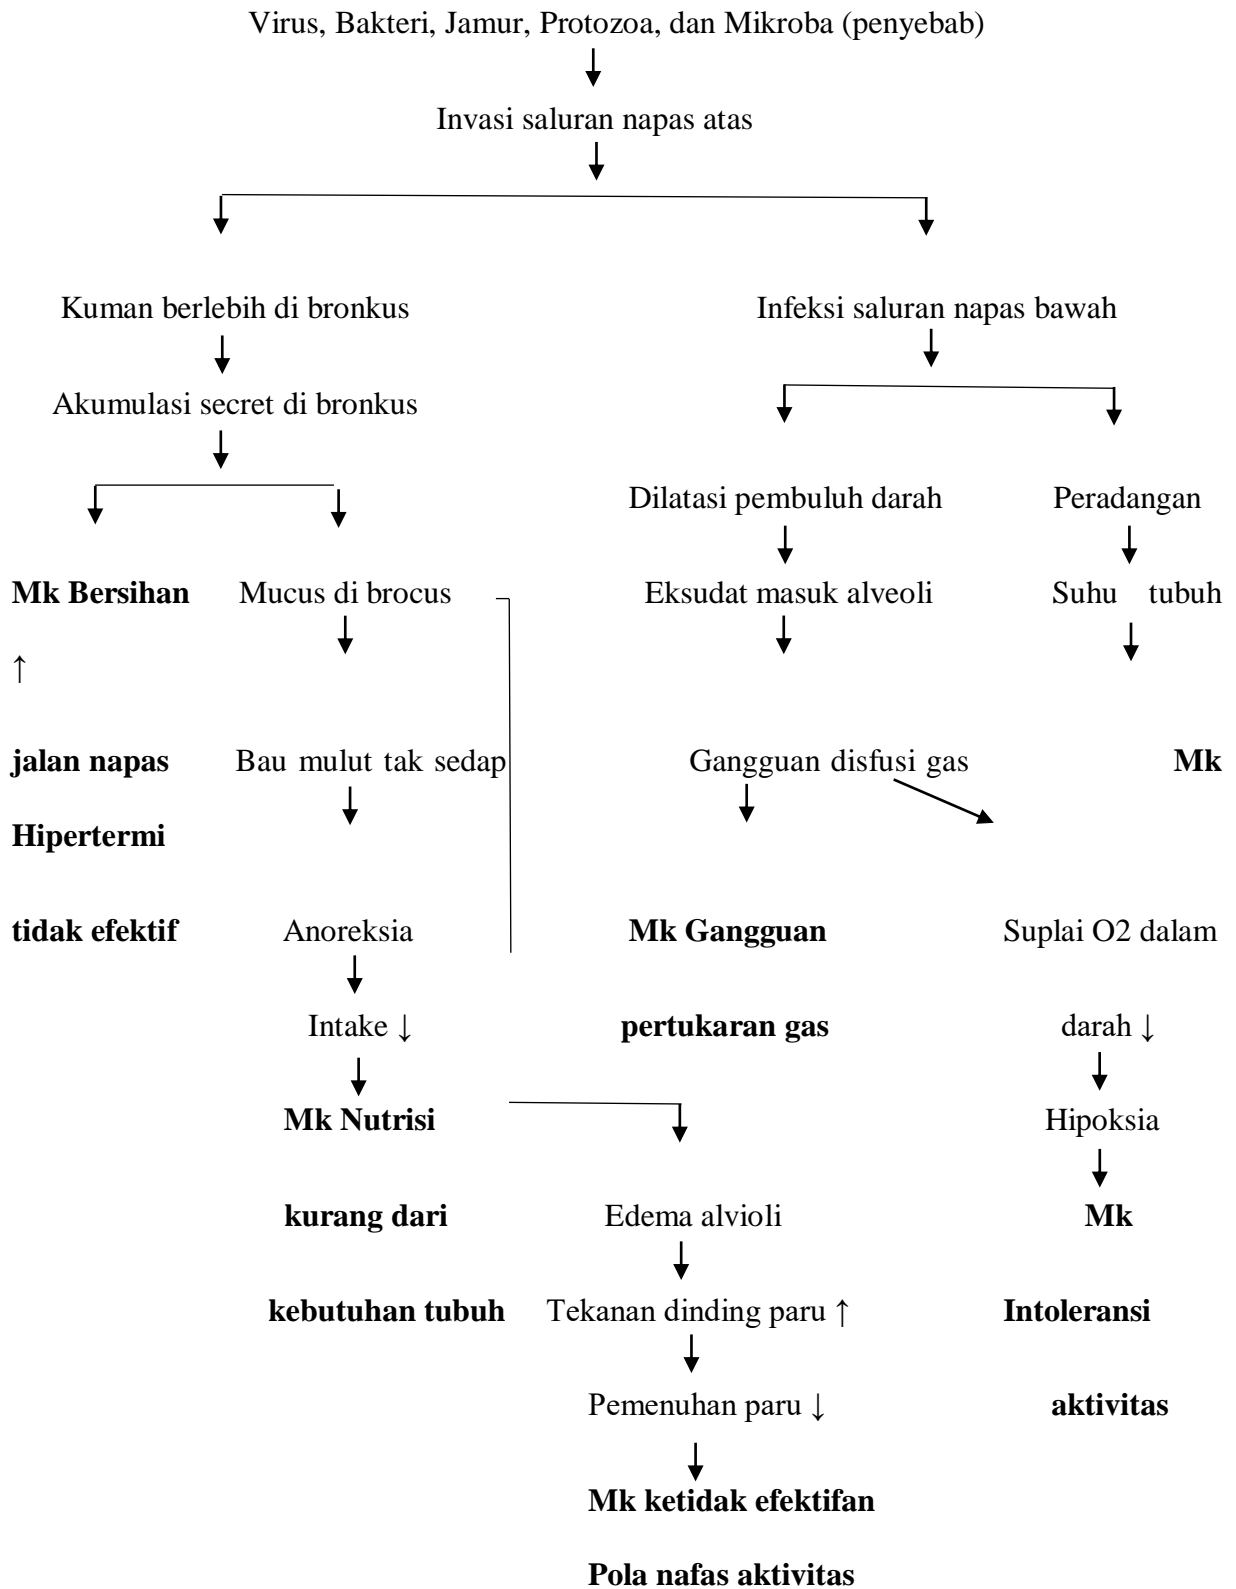 Virus, Bakteri, Jamur, Protozoa, dan Mikroba (penyebab)
Invasi saluran napas atas
Kuman berlebih di bronkus Infeksi saluran napas bawah
Akumulasi secret di bronkus
Dilatasi pembuluh darah Peradangan
Mk Bersihan Mucus di brocus Eksudat masuk alveoli Suhu tubuh
↑
jalan napas Bau mulut tak sedap Gangguan disfusi gas Mk
Hipertermi
tidak efektif Anoreksia Mk Gangguan Suplai O2 dalam
Intake ↓ pertukaran gas darah ↓
Mk Nutrisi Hipoksia
kurang dari Edema alvioli Mk
kebutuhan tubuh Tekanan dinding paru ↑ Intoleransi
Pemenuhan paru ↓ aktivitas
Mk ketidak efektifan
Pola nafas aktivitas